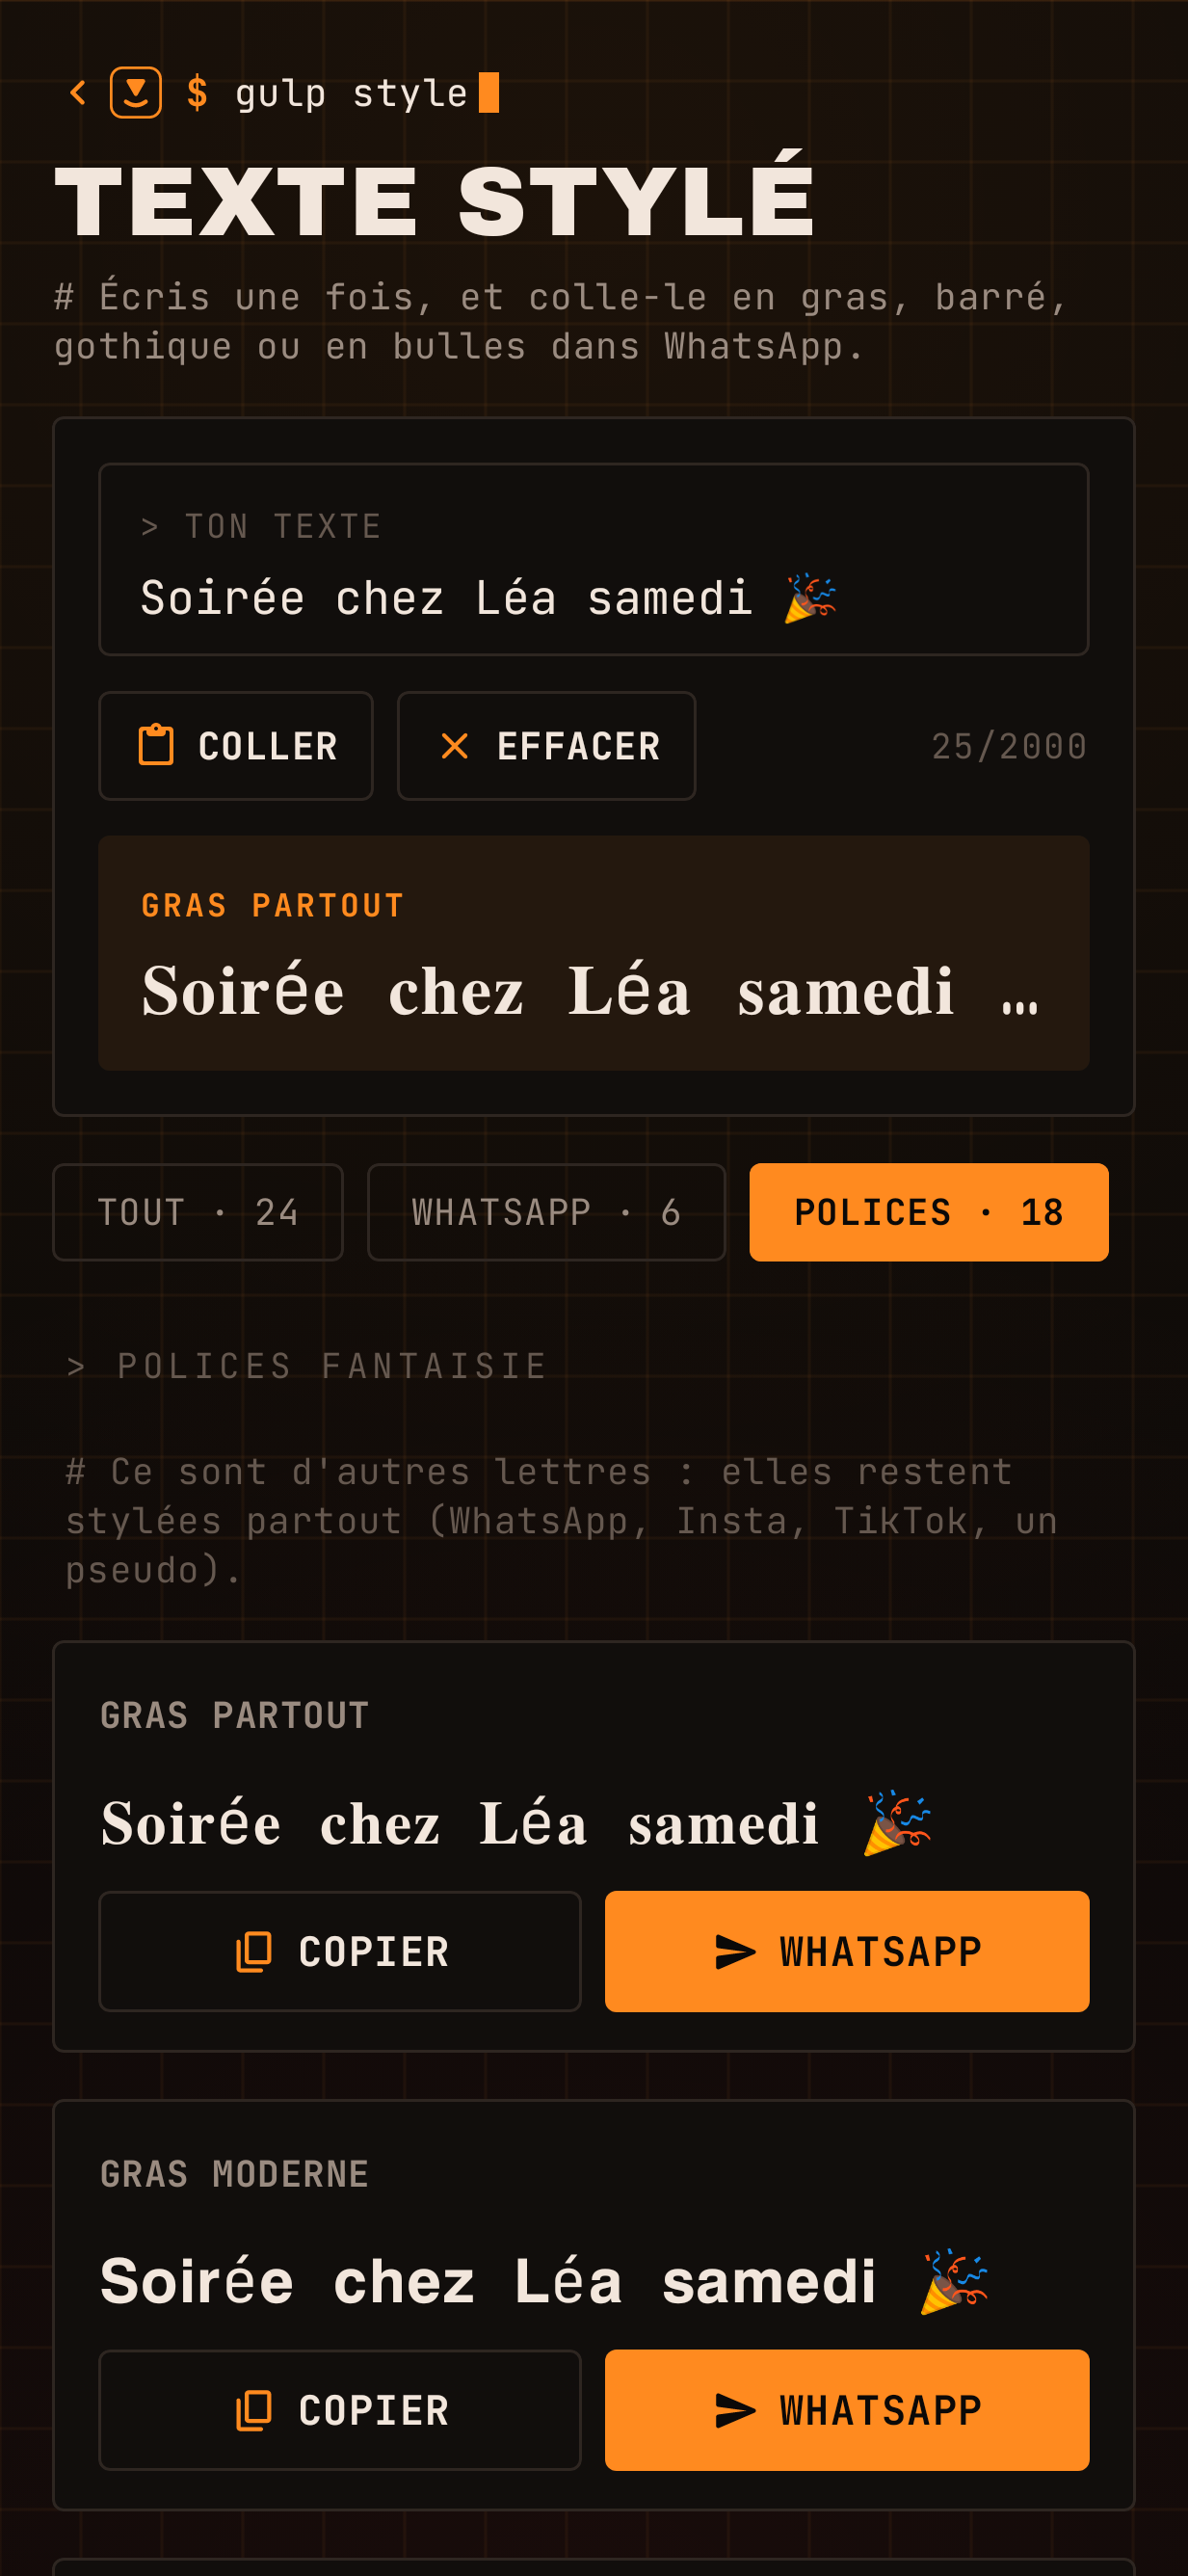 $ gulp style
TEXTE STYLÉ
# Écris une fois, et colle-le en gras, barré,
gothique ou en bulles dans WhatsApp.
> TON TEXTE
Soirée chez Léa samedi 🎉
COLLER
EFFACER
25/2000
GRAS PARTOUT
𝐒𝐨𝐢𝐫é𝐞 𝐜𝐡𝐞𝐳 𝐋é𝐚 𝐬𝐚𝐦𝐞𝐝𝐢 …
TOUT · 24
WHATSAPP · 6
POLICES · 18
> POLICES FANTAISIE
# Ce sont d'autres lettres : elles restent
stylées partout (WhatsApp, Insta, TikTok, un
pseudo).
GRAS PARTOUT
𝐒𝐨𝐢𝐫é𝐞 𝐜𝐡𝐞𝐳 𝐋é𝐚 𝐬𝐚𝐦𝐞𝐝𝐢 🎉
COPIER
WHATSAPP
GRAS MODERNE
𝗦𝗼𝗶𝗿é𝗲 𝗰𝗵𝗲𝘇 𝗟é𝗮 𝘀𝗮𝗺𝗲𝗱𝗶 🎉
COPIER
WHATSAPP